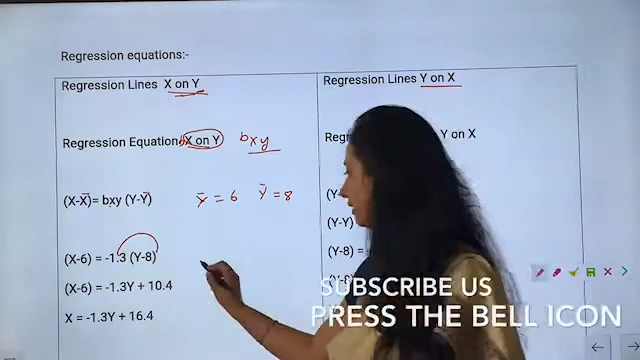 Regression equations:-
Regression Lines X on Y
Regression Lines Y on X
Regression Equation X on Y
bxy
Y on X
(X-X̄)= bxy (Y-Ȳ)
X̄ = 6 Ȳ = 8
(Y-Y)
(X-6) = -1.3 (Y-8)
(Y-8) =
(X-6) = -1.3Y + 10.4
X = -1.3Y + 16.4
SUBSCRIBE US
PRESS THE BELL ICON